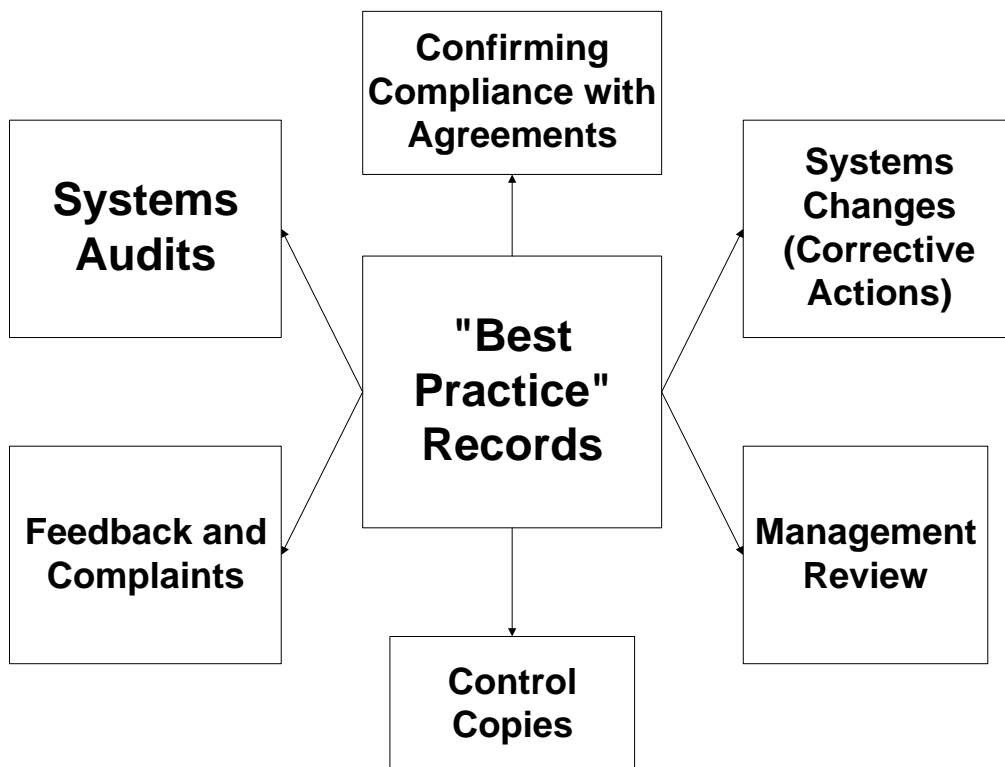 Confirming
Compliance with
Agreements
Systems
Audits
Systems
Changes
(Corrective
Actions)
"Best
Practice"
Records
Feedback and
Complaints
Management
Review
Control
Copies